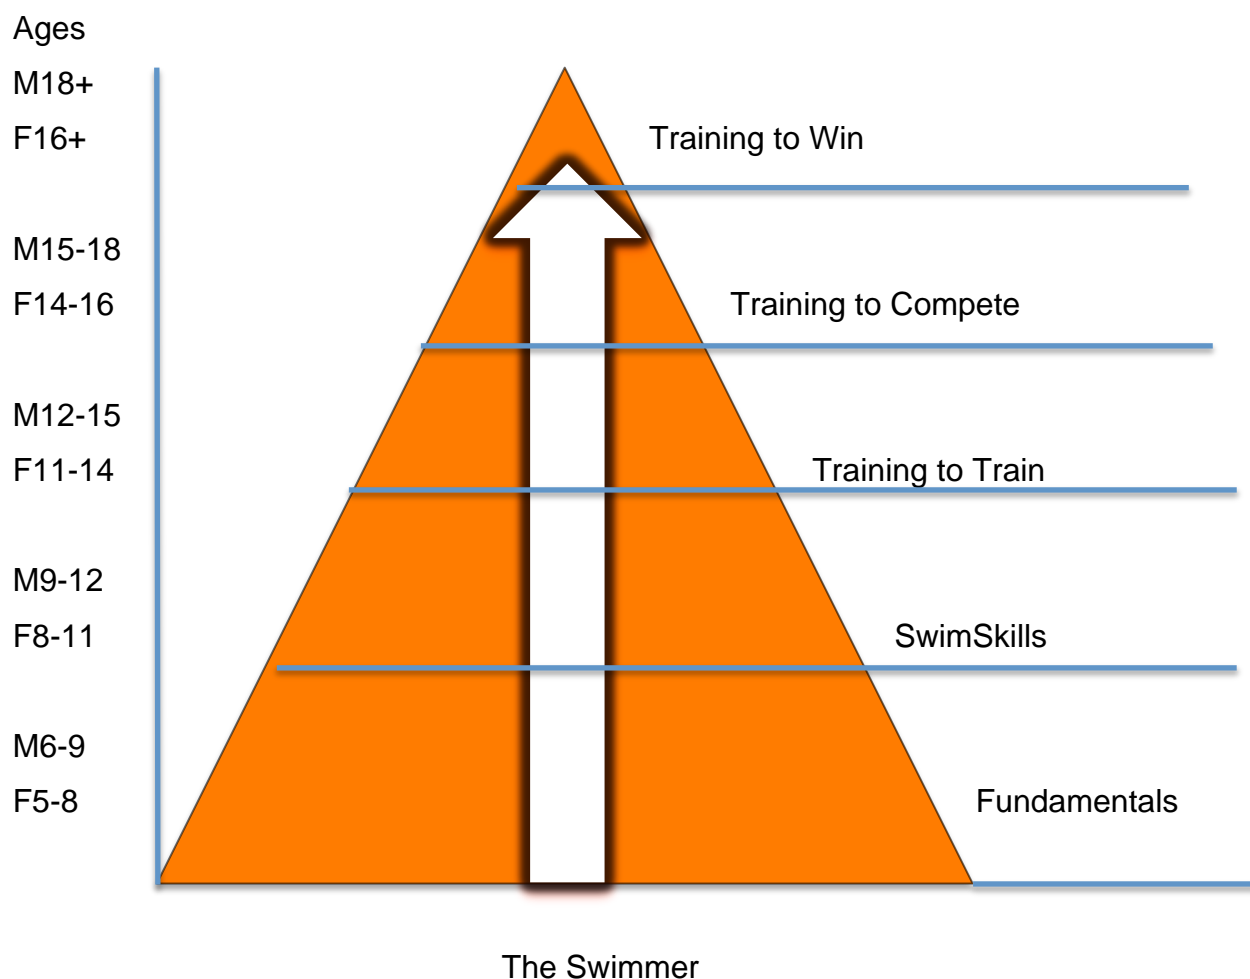 Ages
M18+
F16+
Training to Win
M15-18
F14-16
Training to Compete
M12-15
F11-14
Training to Train
M9-12
F8-11
SwimSkills
M6-9
F5-8
Fundamentals
The Swimmer